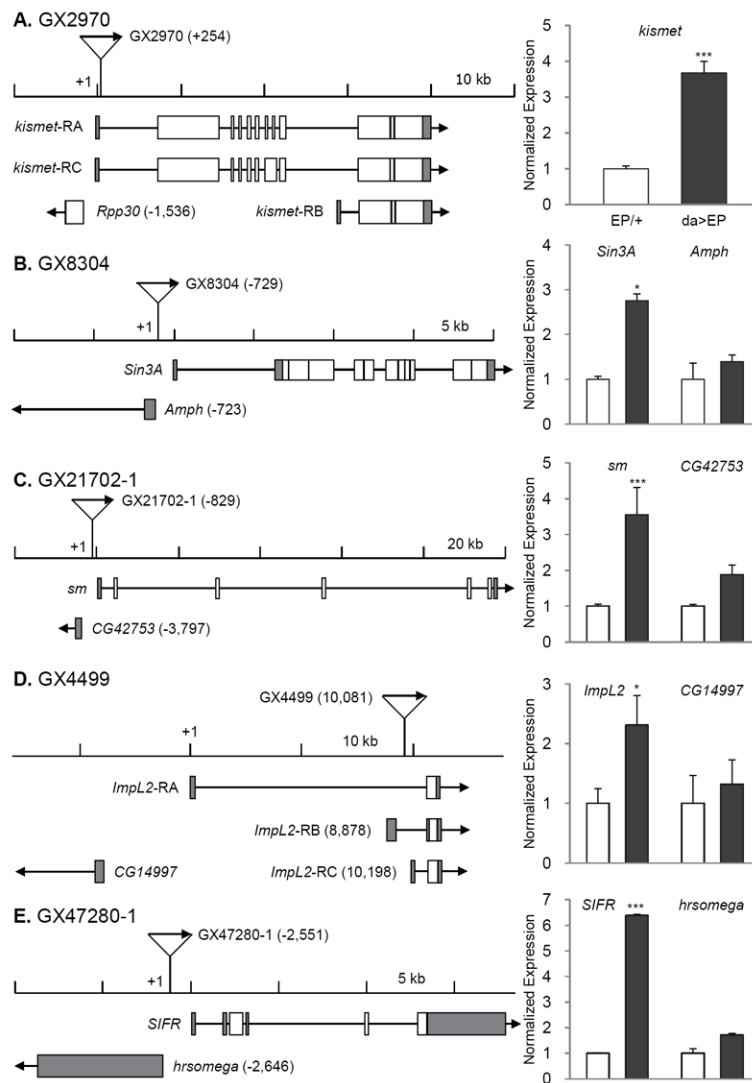 A. GX2970
GX2970 (+254)
+1
10 kb
kismet-RA
kismet-RC
Rpp30 (-1,536)
kismet-RB
Normalized Expression
5
4
3
2
1
0
kismet
***
EP/+
da>EP
B. GX8304
GX8304 (-729)
+1
5 kb
Sin3A
Amph (-723)
Normalized Expression
4
3
2
1
0
Sin3A
Amph
*
C. GX21702-1
GX21702-1 (-829)
+1
20 kb
sm
CG42753 (-3,797)
Normalized Expression
5
4
3
2
1
0
sm
CG42753
***
D. GX4499
GX4499 (10,081)
+1
10 kb
ImpL2-RA
ImpL2-RB (8,878)
CG14997
ImpL2-RC (10,198)
Normalized Expression
3
2
1
0
ImpL2
CG14997
*
E. GX47280-1
GX47280-1 (-2,551)
+1
5 kb
SIFR
hrsomega (-2,646)
Normalized Expression
7
6
5
4
3
2
1
0
SIFR
hrsomega
***